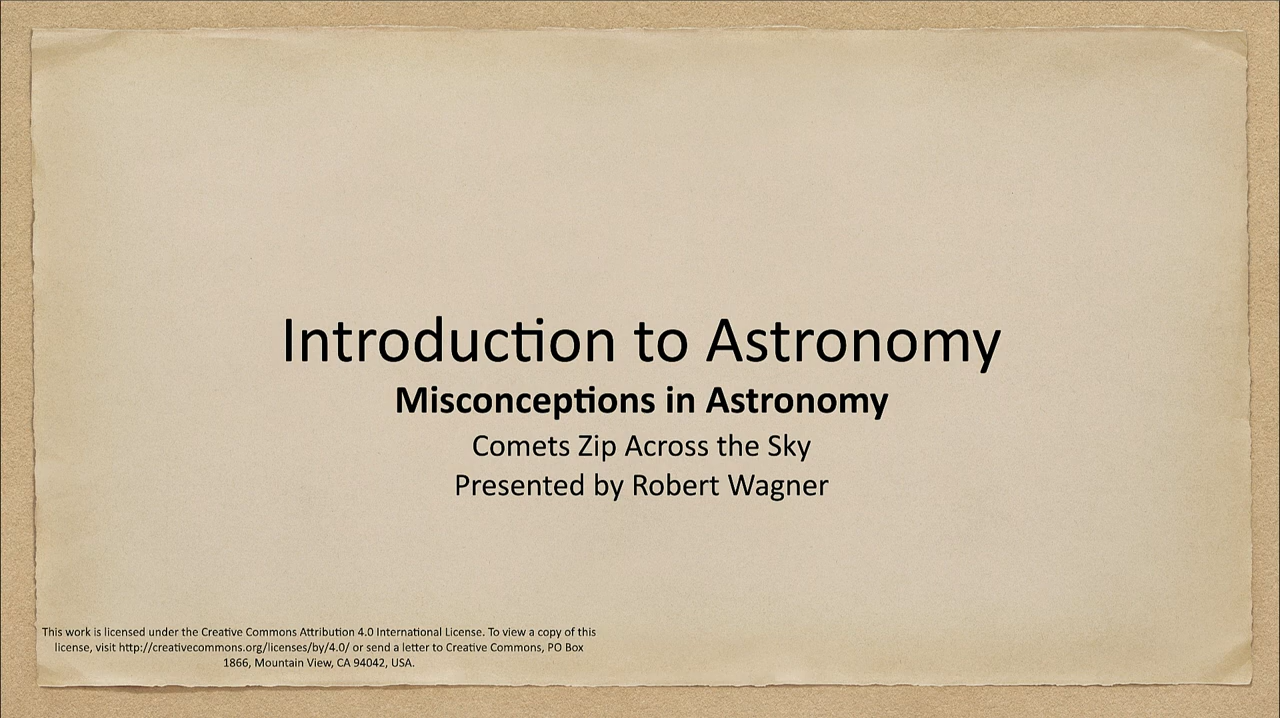 Introduction to Astronomy
Misconceptions in Astronomy
Comets Zip Across the Sky
Presented by Robert Wagner
This work is licensed under the Creative Commons Attribution 4.0 International License. To view a copy of this
license, visit http://creativecommons.org/licenses/by/4.0/ or send a letter to Creative Commons, PO Box
1866, Mountain View, CA 94042, USA.